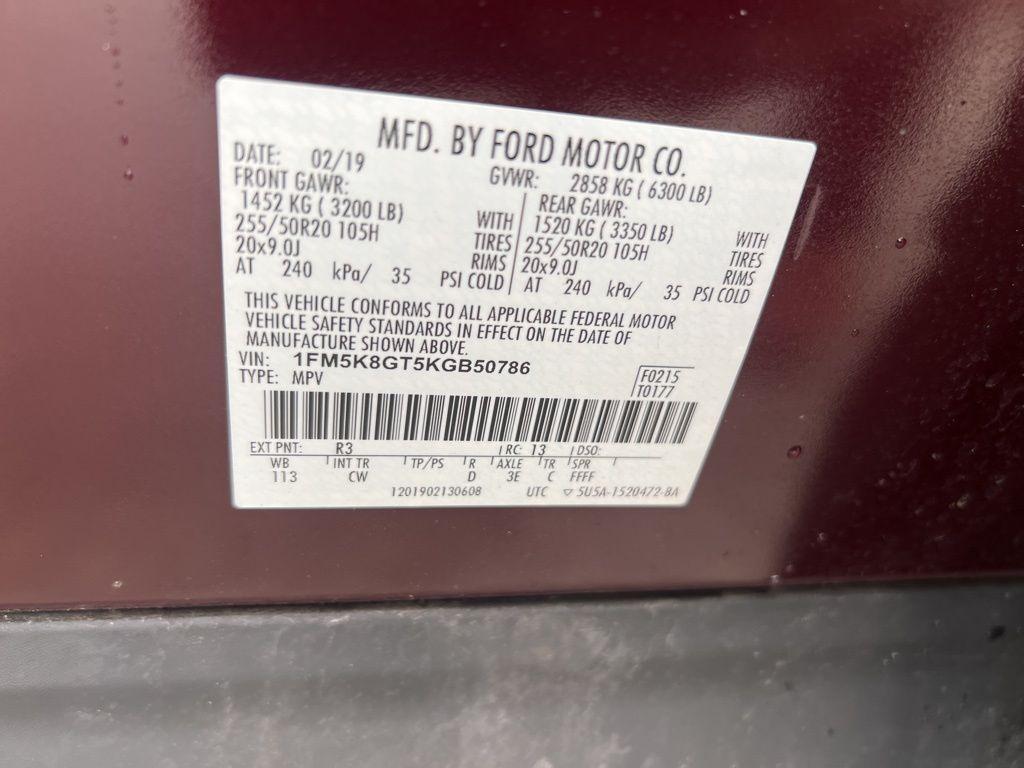 MFD. BY FORD MOTOR CO.
DATE: 02/19
GVWR: 2858 KG ( 6300 LB)
FRONT GAWR:
1452 KG ( 3200 LB)
WITH
255/50R20 105H
TIRES
20x9.0J
RIMS
AT 240 kPa/ 35 PSI COLD
REAR GAWR:
1520 KG ( 3350 LB)
WITH
255/50R20 105H
TIRES
20x9.0J
RIMS
AT 240 kPa/ 35 PSI COLD
THIS VEHICLE CONFORMS TO ALL APPLICABLE FEDERAL MOTOR
VEHICLE SAFETY STANDARDS IN EFFECT ON THE DATE OF
MANUFACTURE SHOWN ABOVE.
VIN: 1FM5K8GT5KGB50786
TYPE: MPV
F0215
T0177
EXT PNT: R3 RC: 13 DSO:
WB INT TR TP/PS R AXLE TR SPR
113 CW D 3E C FFFF
1201902130608 UTC ▽ 5U5A-1520472-8A